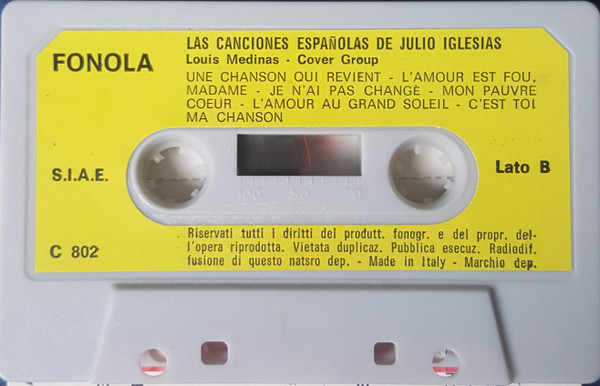 FONOLA
LAS CANCIONES ESPAÑOLAS DE JULIO IGLESIAS
Louis Medinas - Cover Group
UNE CHANSON QUI REVIENT - L'AMOUR EST FOU,
MADAME - JE N'AI PAS CHANGÈ - MON PAUVRE
COEUR - L'AMOUR AU GRAND SOLEIL - C'EST TOI
MA CHANSON
S.I.A.E.
Lato B
100 50 0
C 802
Riservati tutti i diritti del produtt. fonogr. e del propr. del-
l'opera riprodotta. Vietata duplicaz. Pubblica esecuz. Radiodif.
fusione di questo natsro dep. - Made in Italy - Marchio dep.